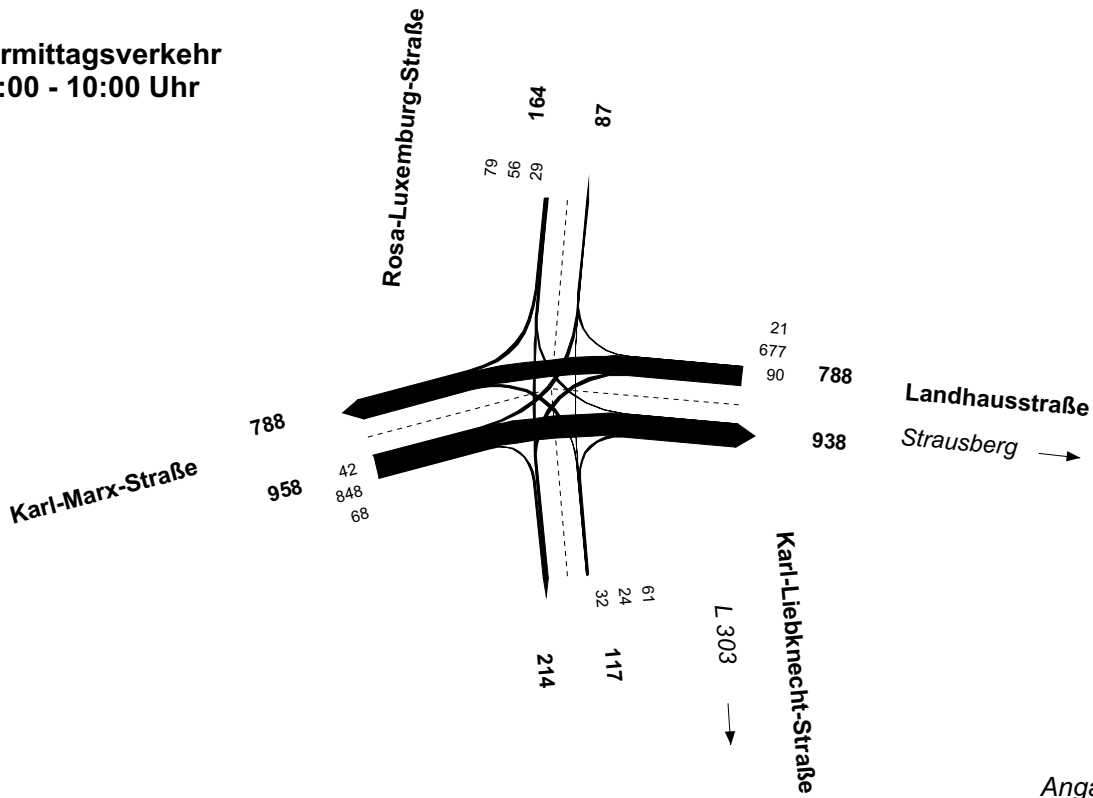 rmittagsverkehr
:00 - 10:00 Uhr
Rosa-Luxemburg-Straße
164
87
79
56
29
21
677
90
788
Landhausstraße
938
Strausberg
788
Karl-Marx-Straße
958
42
848
68
32
24
61
214
117
L 303
Karl-Liebknecht-Straße
Anga